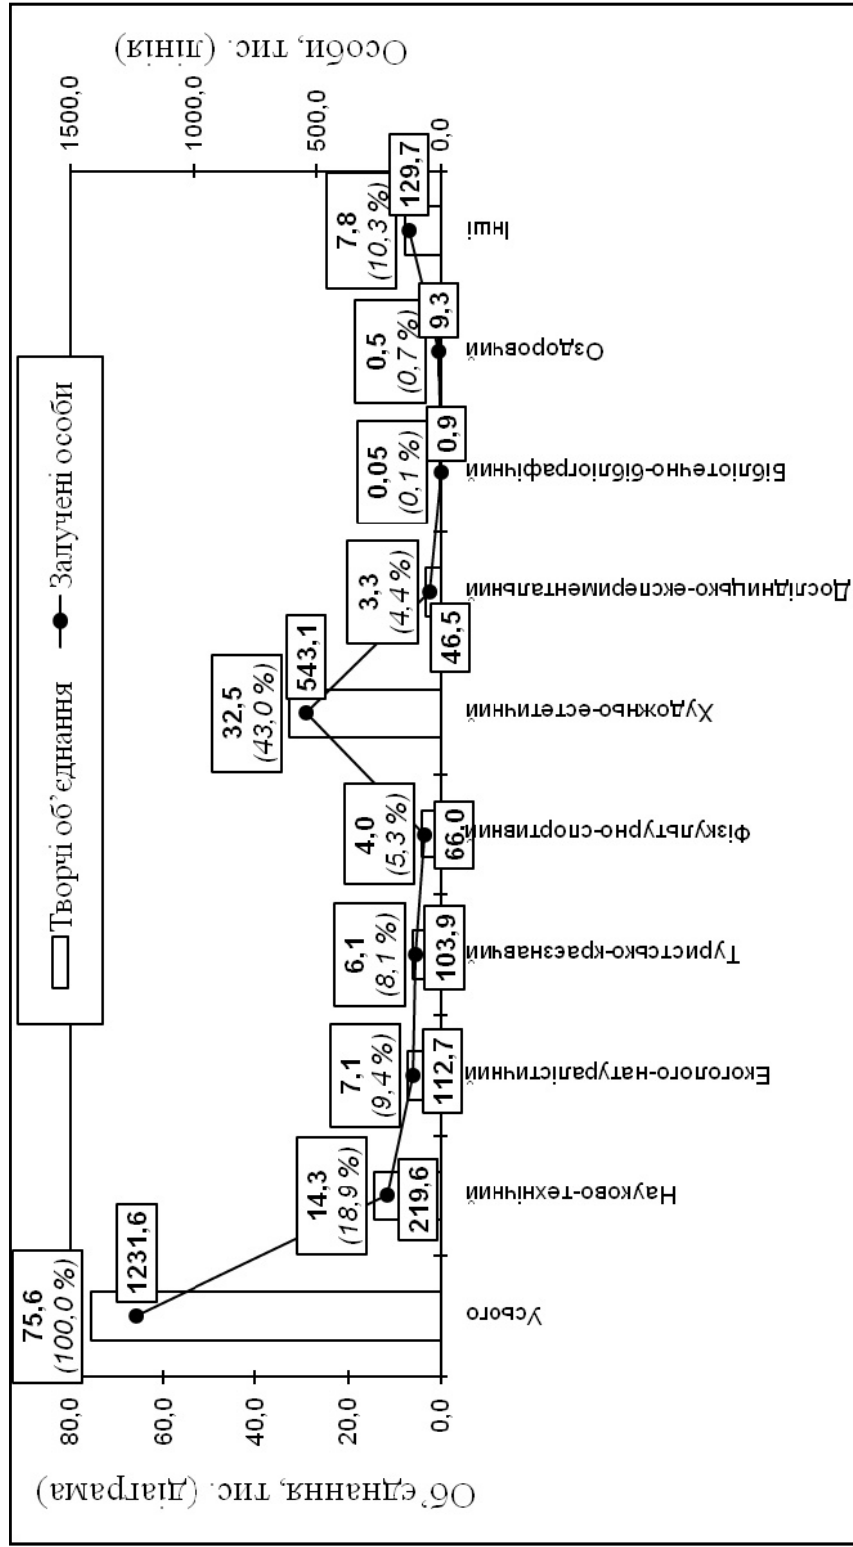 Творчі об’єднання
Залучені особи
Об’єднання, тис. (діаграма)
80,0
60,0
40,0
20,0
0,0
Особи, тис. (лінія)
1500,0
1000,0
500,0
0,0
75,6
(100,0 %)
1231,6
14,3
(18,9 %)
219,6
7,1
(9,4 %)
112,7
6,1
(8,1 %)
103,9
4,0
(5,3 %)
66,0
32,5
(43,0 %)
543,1
3,3
(4,4 %)
46,5
0,05
(0,1 %)
0,9
0,5
(0,7 %)
9,3
7,8
(10,3 %)
129,7
Усього
Науково-технічний
Екоголого-натуралістичний
Туристсько-краєзнавчий
Фізкультурно-спортивний
Художньо-естетичний
Дослідницько-експериментальний
Бібліотечно-бібліографічний
Оздоровчий
Інші